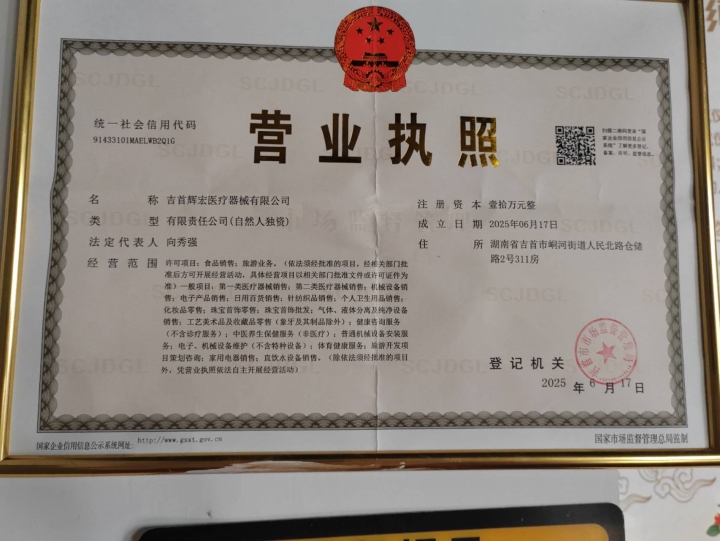 营业执照
统一社会信用代码
91433101MAELWB2Q1G
扫描二维码登录“国
家企业信用信息公示
系统”了解更多登记、
备案、许可、监管信息。
名 称 吉首辉宏医疗器械有限公司
类 型 有限责任公司(自然人独资)
法定代表人 向秀强
经营范围 许可项目：食品销售；旅游业务。（依法须经批准的项目，经相关部门批
准后方可开展经营活动，具体经营项目以相关部门批准文件或许可证件为
准）一般项目：第一类医疗器械销售；第二类医疗器械销售；机械设备销
售；电子产品销售；日用百货销售；针纺织品销售；个人卫生用品销售；
化妆品零售；珠宝首饰零售；珠宝首饰批发；气体、液体分离及纯净设备
销售；工艺美术品及收藏品零售（象牙及其制品除外）；健康咨询服务
（不含诊疗服务）；中医养生保健服务（非医疗）；普通机械设备安装服
务；电子、机械设备维护（不含特种设备）；体育健康服务；旅游开发项
目策划咨询；家用电器销售；直饮水设备销售。（除依法须经批准的项目
外，凭营业执照依法自主开展经营活动）
注册资本 壹拾万元整
成立日期 2025年06月17日
住 所 湖南省吉首市峒河街道人民北路仓储
路2号311房
登记机关
吉首市市场监督管理局
2025 年 6 月 17 日
国家企业信用信息公示系统网址：http://www.gsxt.gov.cn
国家市场监督管理总局监制
SCJDGL